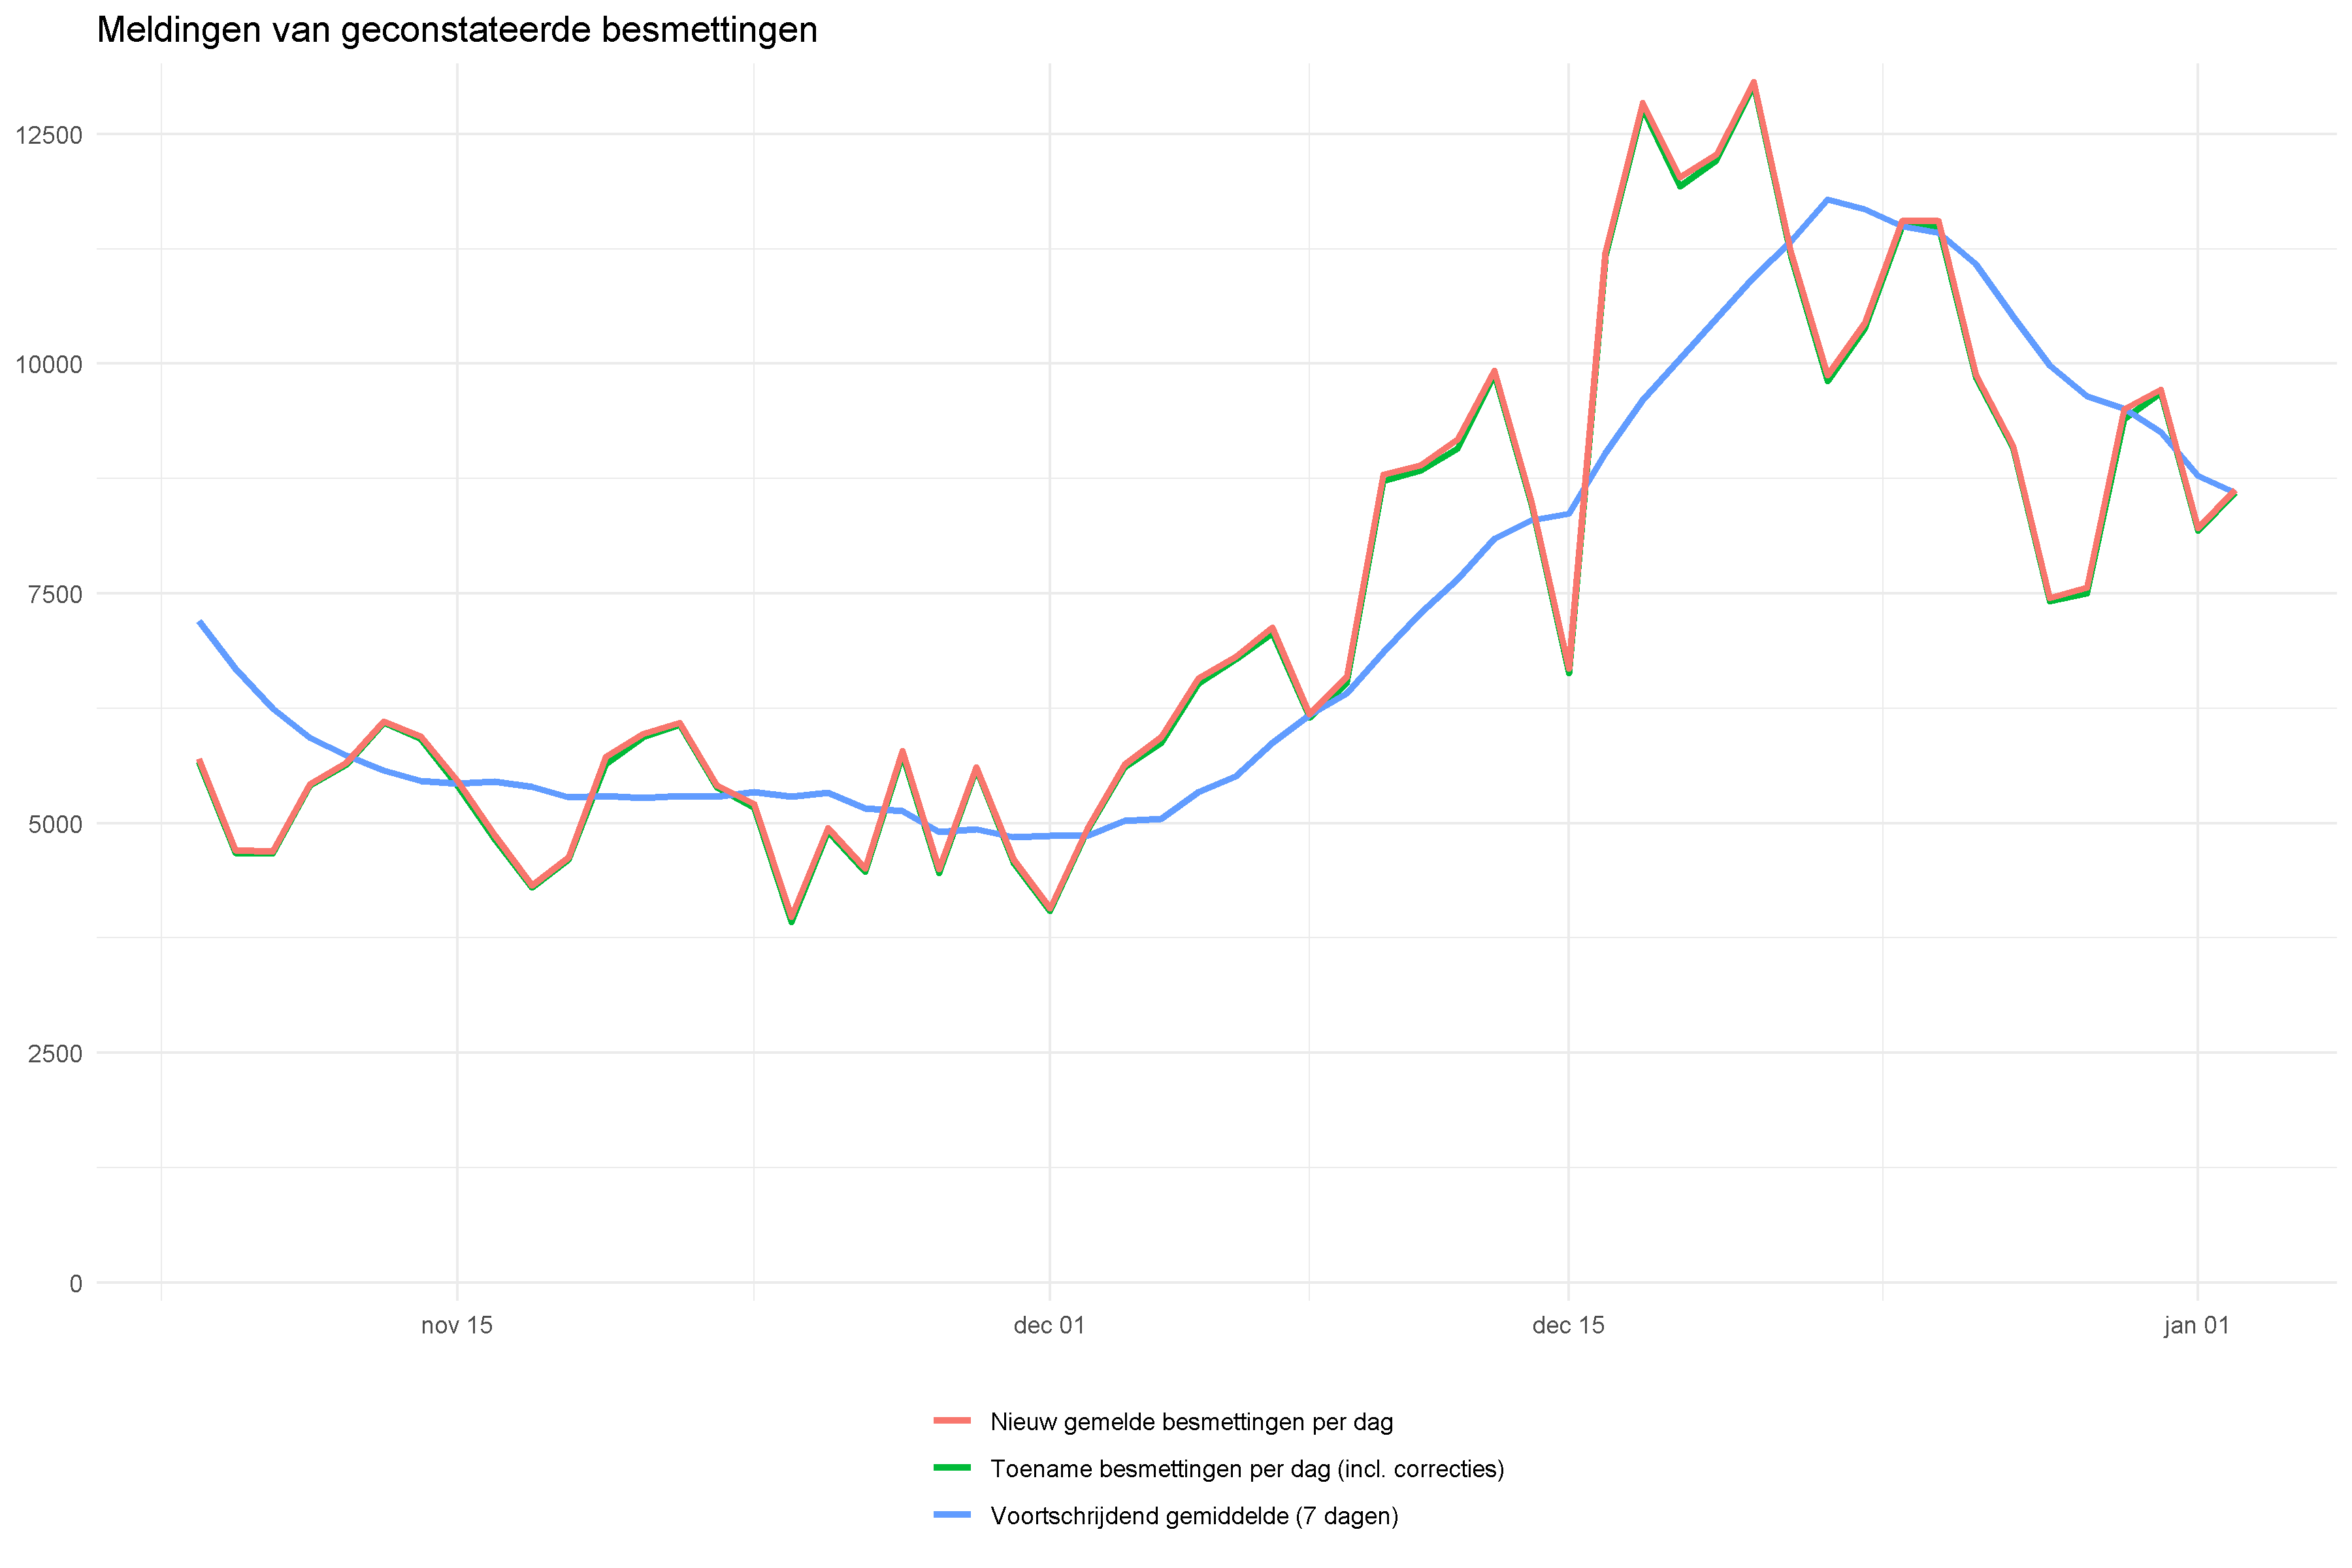 Meldingen van geconstateerde besmettingen
12500
10000
7500
5000
2500
0
nov 15
dec 01
dec 15
jan 01
Nieuw gemelde besmettingen per dag
Toename besmettingen per dag (incl. correcties)
Voortschrijdend gemiddelde (7 dagen)